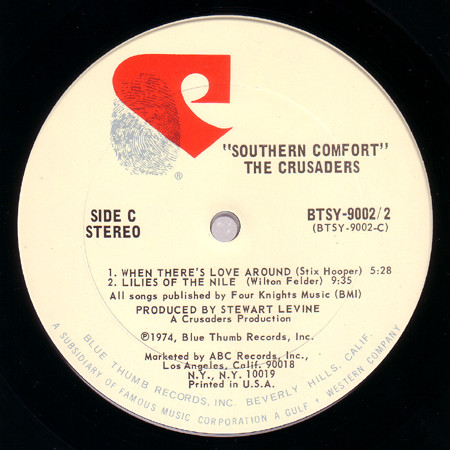 ®
"SOUTHERN COMFORT"
THE CRUSADERS
SIDE C
STEREO
BTSY-9002/2
(BTSY-9002-C)
1. WHEN THERE'S LOVE AROUND (Stix Hooper) 5:28
2. LILIES OF THE NILE (Wilton Felder) 9:35
All songs published by Four Knights Music (BMI)
PRODUCED BY STEWART LEVINE
A Crusaders Production
℗1974, Blue Thumb Records, Inc.
Marketed by ABC Records, Inc.,
Los Angeles, Calif. 90018
N.Y., N.Y. 10019
Printed in U.S.A.
BLUE THUMB RECORDS, INC. BEVERLY HILLS, CALIF.
A SUBSIDIARY OF FAMOUS MUSIC CORPORATION A GULF + WESTERN COMPANY